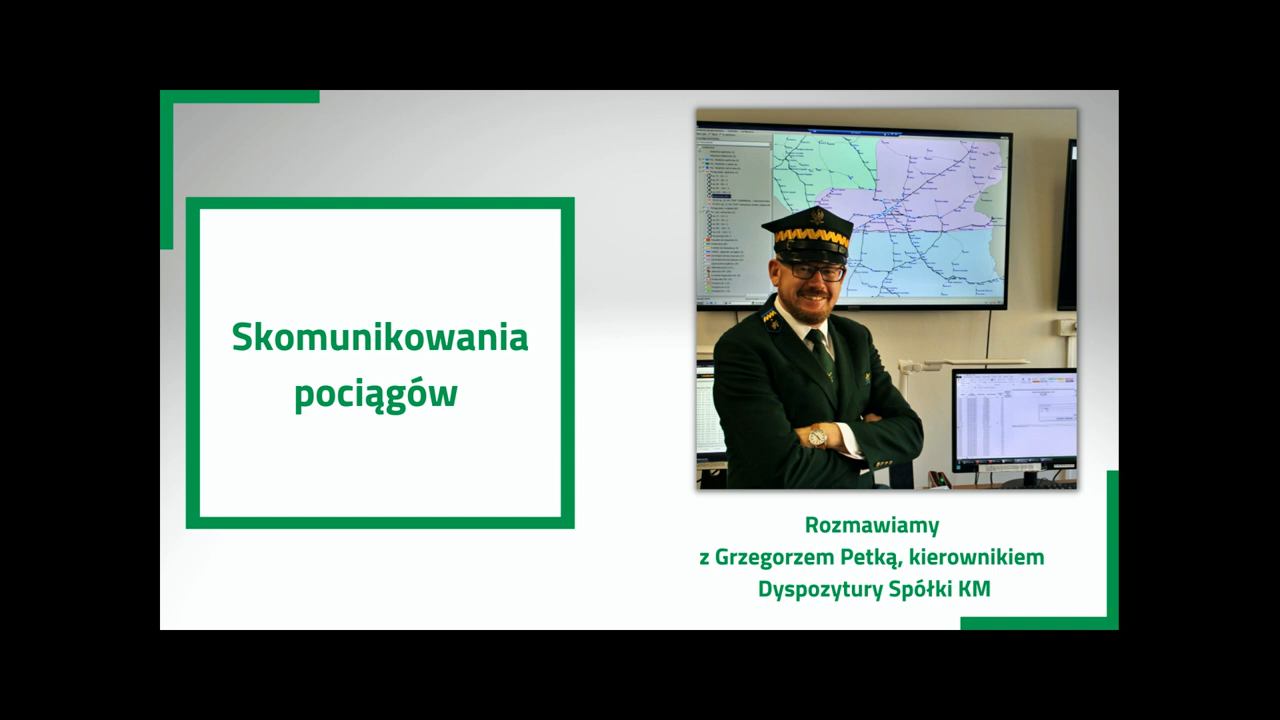 Skomunikowania
pociągów
Rozmawiamy
z Grzegorzem Petką, kierownikiem
Dyspozytury Spółki KM